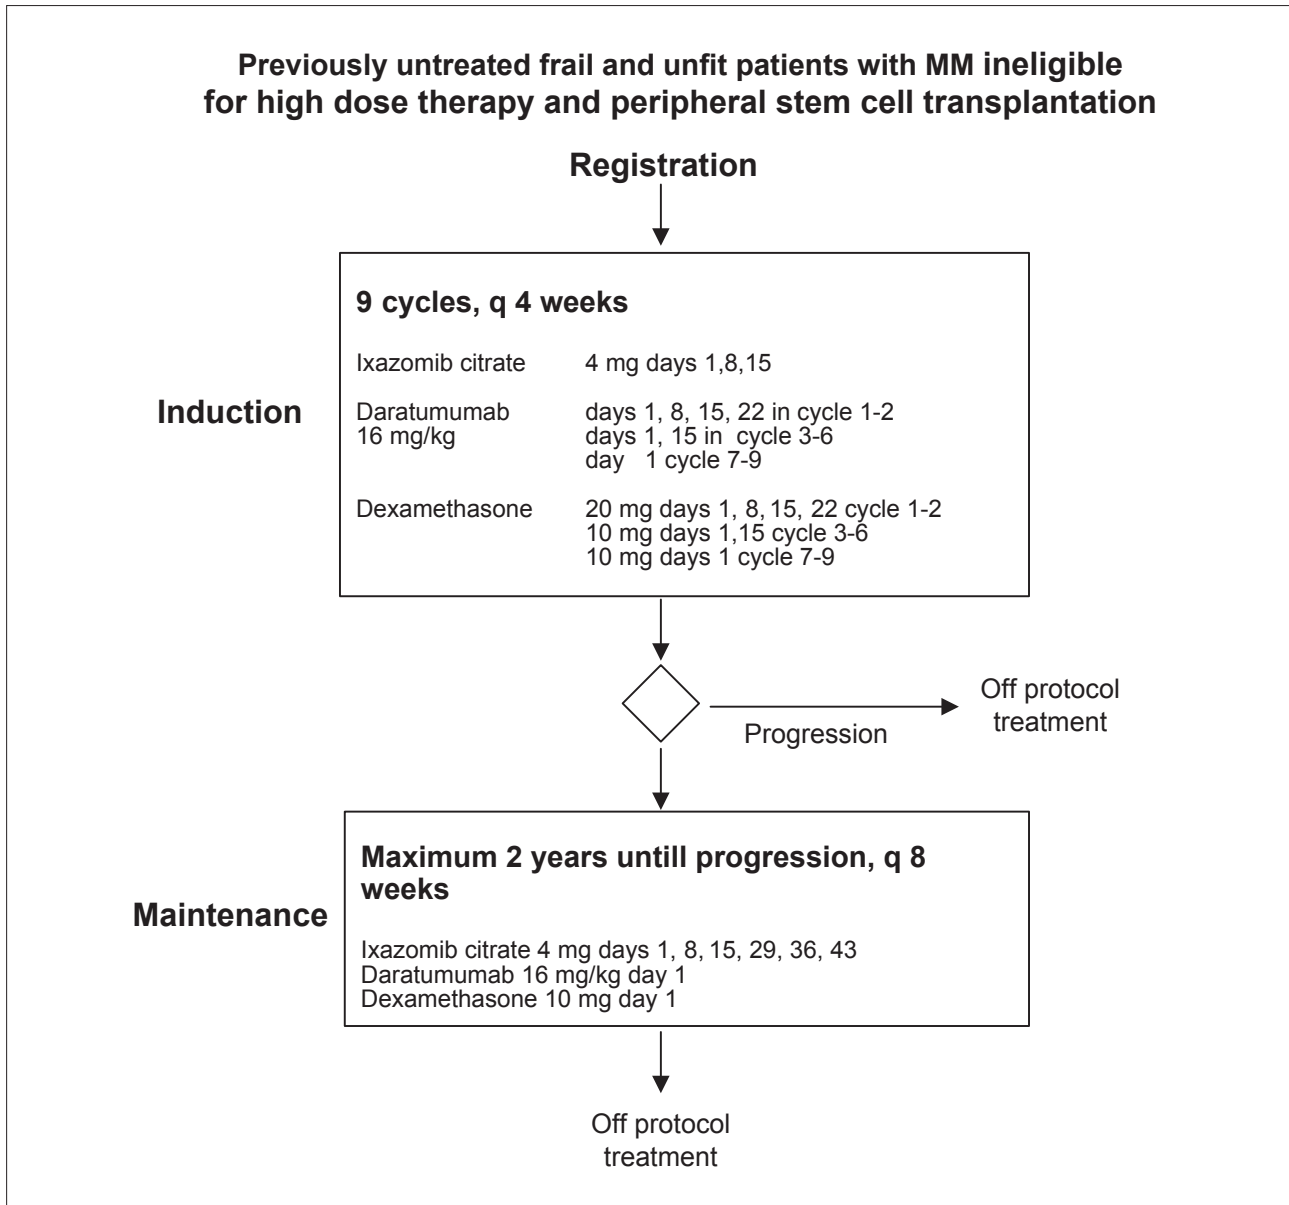 Previously untreated frail and unfit patients with MM ineligible
for high dose therapy and peripheral stem cell transplantation
Registration
Induction
9 cycles, q 4 weeks
Ixazomib citrate 4 mg days 1,8,15
Daratumumab days 1, 8, 15, 22 in cycle 1-2
16 mg/kg days 1, 15 in cycle 3-6
day 1 cycle 7-9
Dexamethasone 20 mg days 1, 8, 15, 22 cycle 1-2
10 mg days 1,15 cycle 3-6
10 mg days 1 cycle 7-9
Progression
Off protocol
treatment
Maintenance
Maximum 2 years untill progression, q 8
weeks
Ixazomib citrate 4 mg days 1, 8, 15, 29, 36, 43
Daratumumab 16 mg/kg day 1
Dexamethasone 10 mg day 1
Off protocol
treatment